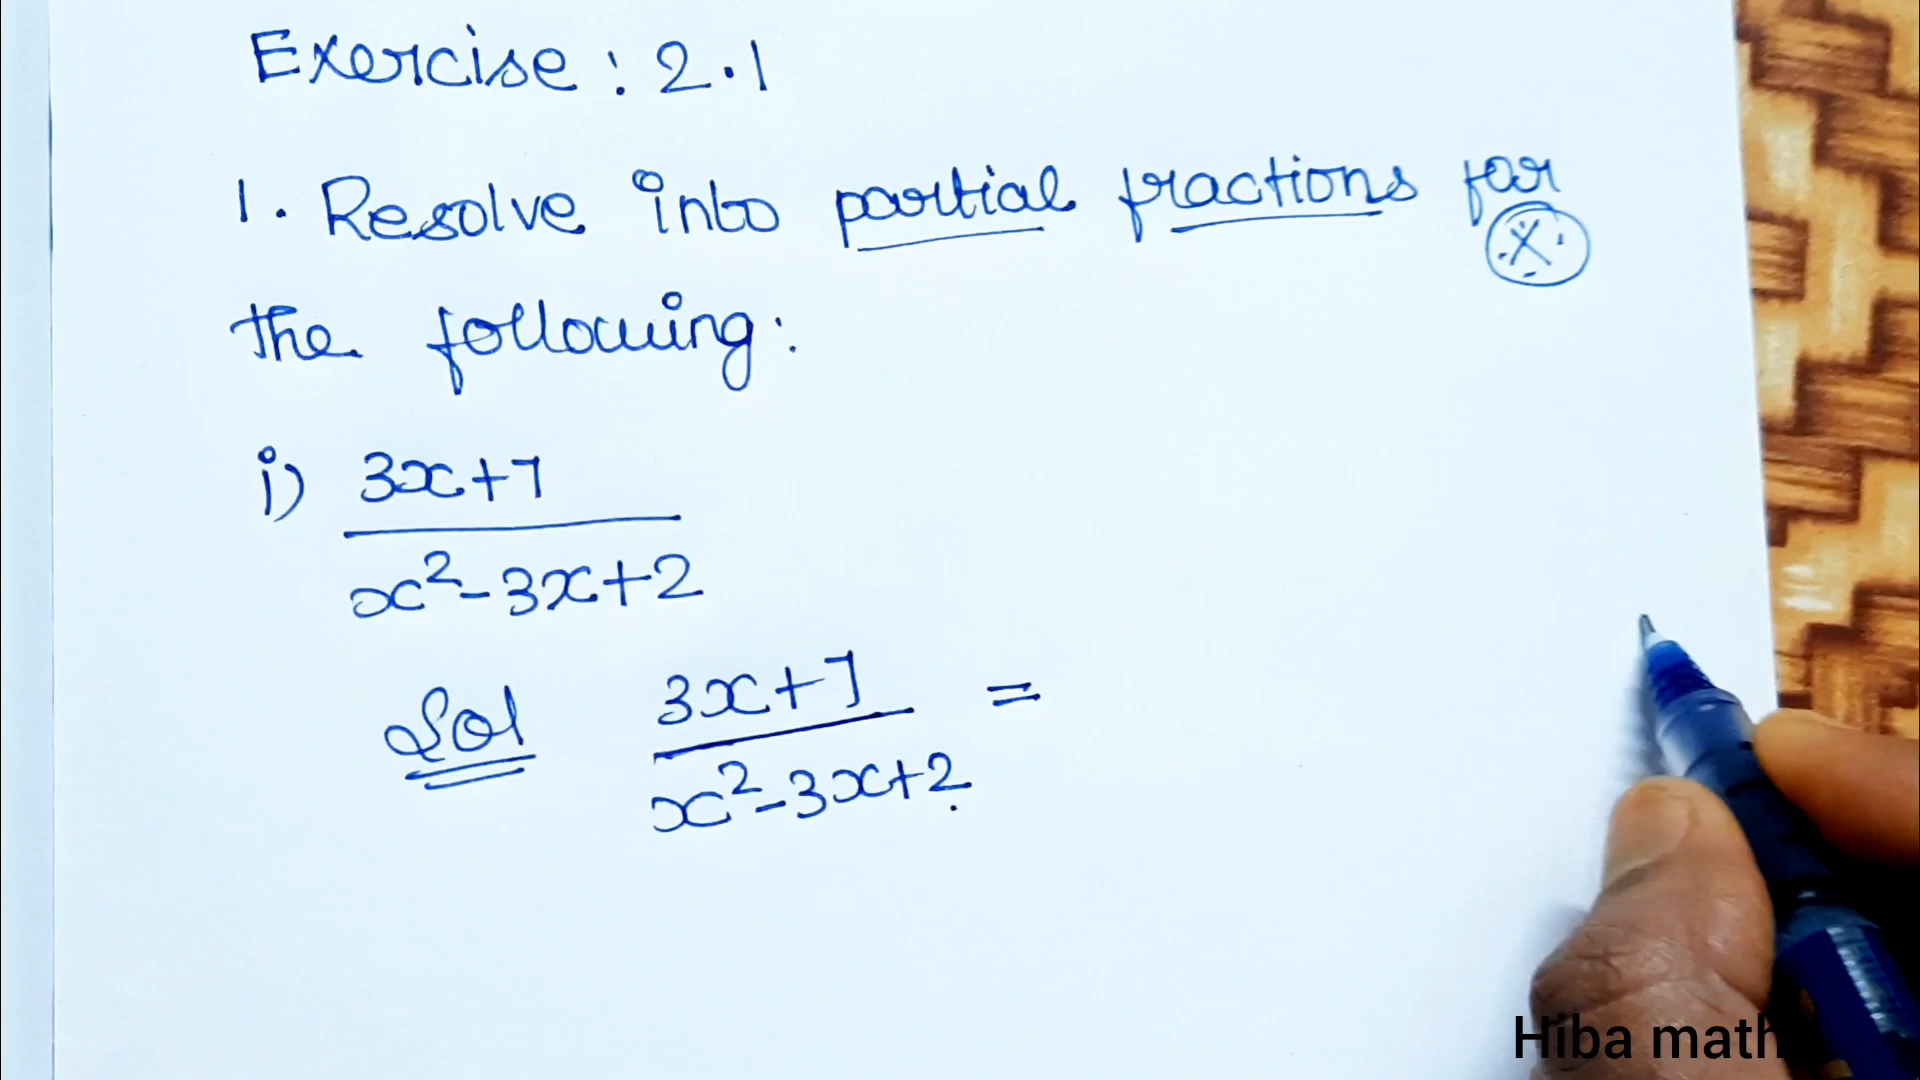 Exercise : 2.1
1. Resolve into partial fractions for
X
the following:
i) 3x+7
x²-3x+2
Sol 3x+7 =
x²-3x+2
Hiba math